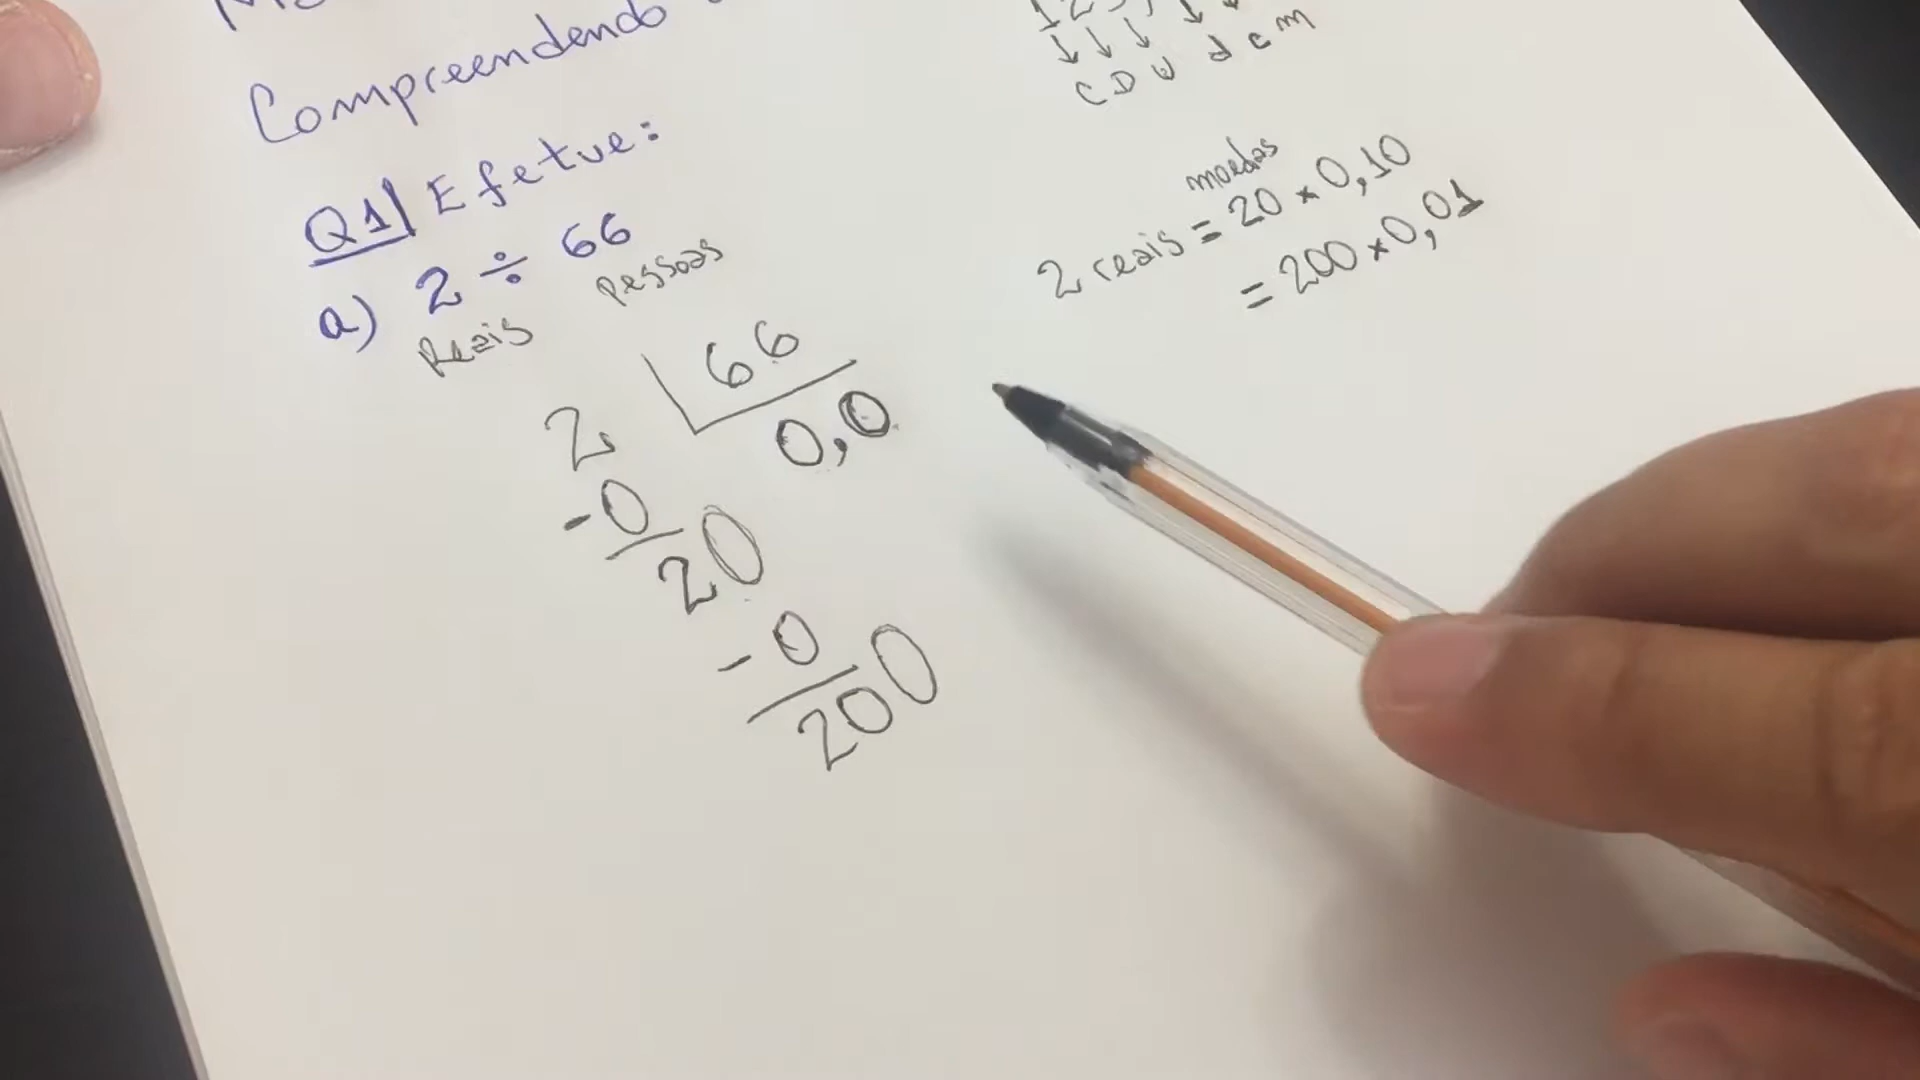 Compreendendo
Q1| Efetue:
a) 2 ÷ 66
Reais
Pessoas
2 66
0,0
-0
20
-0
200
C D U d c m
moedas
2 reais = 20 × 0,10
= 200 × 0,01